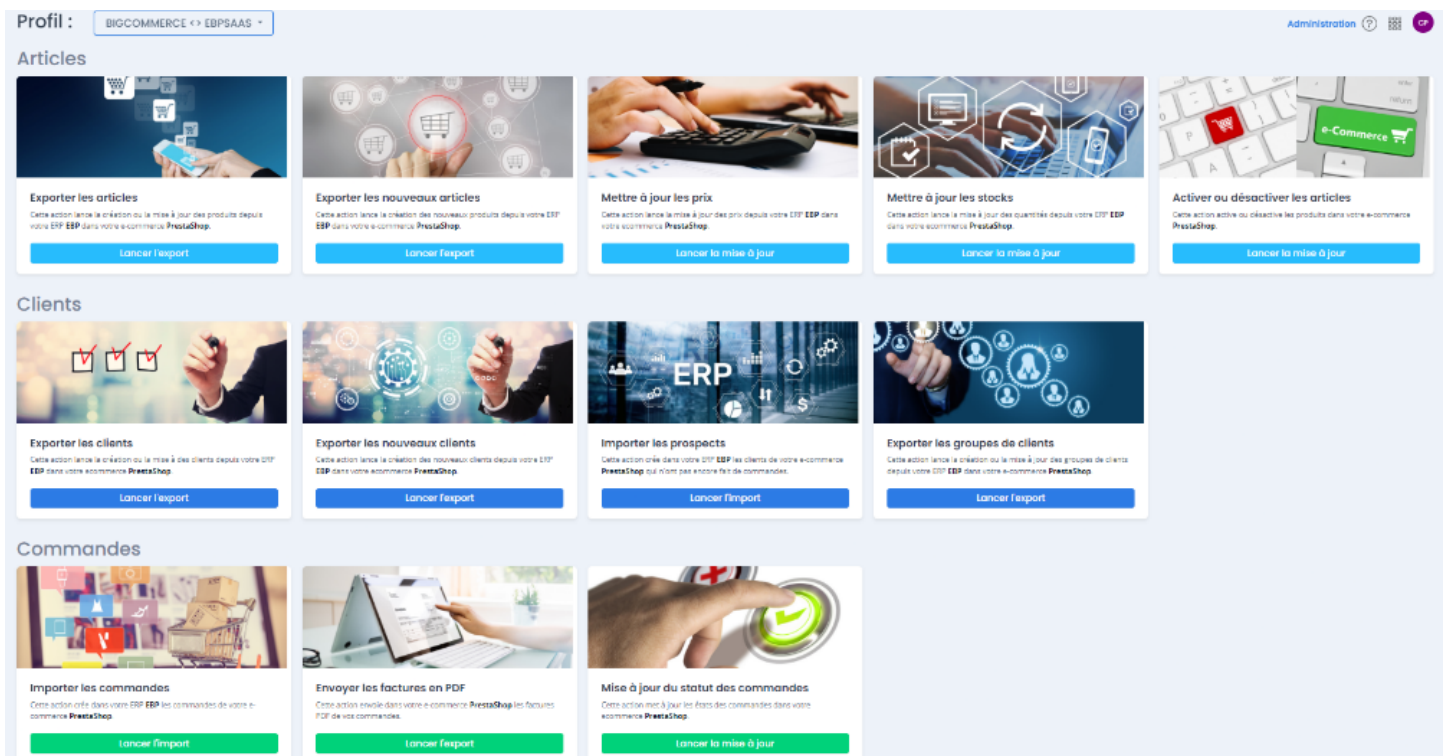 Profil :
BIGCOMMERCE <> EBPSAAS
Administration
?
CP
Articles
e-Commerce
Exporter les articles
Cette action lance la création ou la mise à jour des produits depuis
votre ERP EBP dans votre e-commerce PrestaShop.
Lancer l'export
Exporter les nouveaux articles
Cette action lance la création des nouveaux produits depuis votre ERP
EBP dans votre e-commerce PrestaShop.
Lancer l'export
Mettre à jour les prix
Cette action lance la mise à jour des prix depuis votre ERP EBP dans
votre ecommerce PrestaShop.
Lancer la mise à jour
Mettre à jour les stocks
Cette action lance la mise à jour des quantités depuis votre ERP EBP
dans votre ecommerce PrestaShop.
Lancer la mise à jour
Activer ou désactiver les articles
Cette action active ou désactive les produits dans votre e-commerce
PrestaShop.
Lancer la mise à jour
Clients
ERP
Exporter les clients
Cette action lance la création ou la mise à des clients depuis votre ERP
EBP dans votre ecommerce PrestaShop.
Lancer l'export
Exporter les nouveaux clients
Cette action lance la création des nouveaux clients depuis votre ERP
EBP dans votre ecommerce PrestaShop.
Lancer l'export
Importer les prospects
Cette action crée dans votre ERP EBP les clients de votre e-commerce
PrestaShop qui n'ont pas encore fait de commandes.
Lancer l'import
Exporter les groupes de clients
Cette action lance la création ou la mise à jour des groupes de clients
depuis votre ERP EBP dans votre e-commerce PrestaShop.
Lancer l'export
Commandes
Importer les commandes
Cette action crée dans votre ERP EBP les commandes de votre e-
commerce PrestaShop.
Lancer l'import
Envoyer les factures en PDF
Cette action envoie dans votre e-commerce PrestaShop les factures
PDF de vos commandes.
Lancer l'export
Mise à jour du statut des commandes
Cette action met à jour les états des commandes dans votre
ecommerce PrestaShop.
Lancer la mise à jour